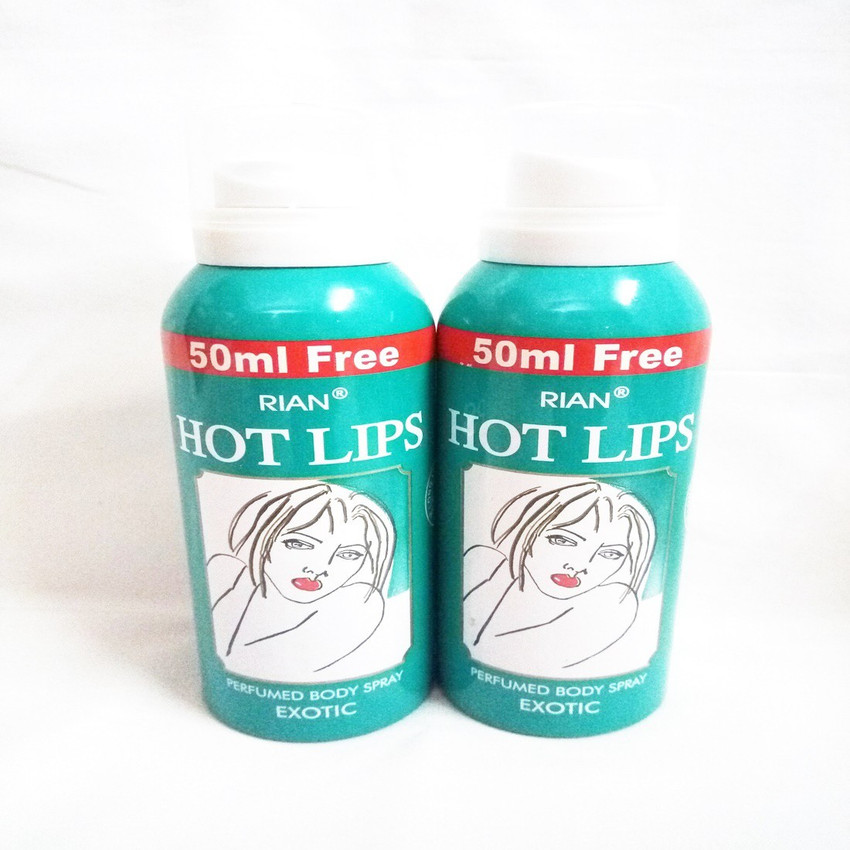 50ml Free
RIAN®
HOT LIPS
PERFUMED BODY SPRAY
EXOTIC
50ml Free
RIAN®
HOT LIPS
PERFUMED BODY SPRAY
EXOTIC